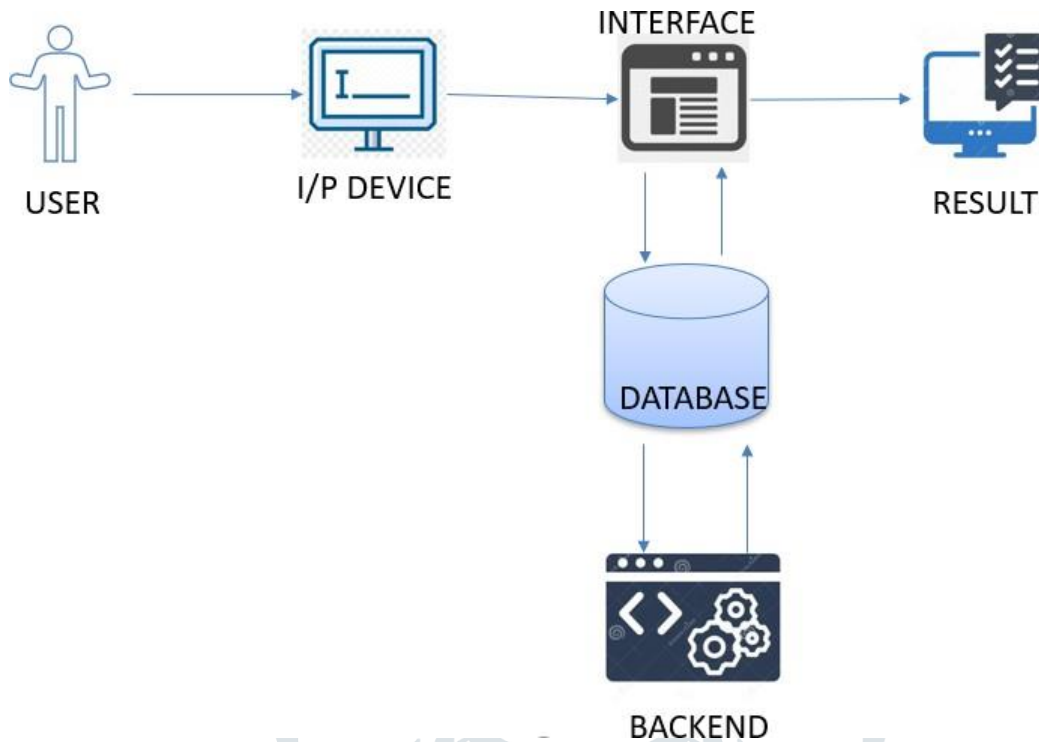 INTERFACE
USER
I/P DEVICE
RESULT
DATABASE
BACKEND